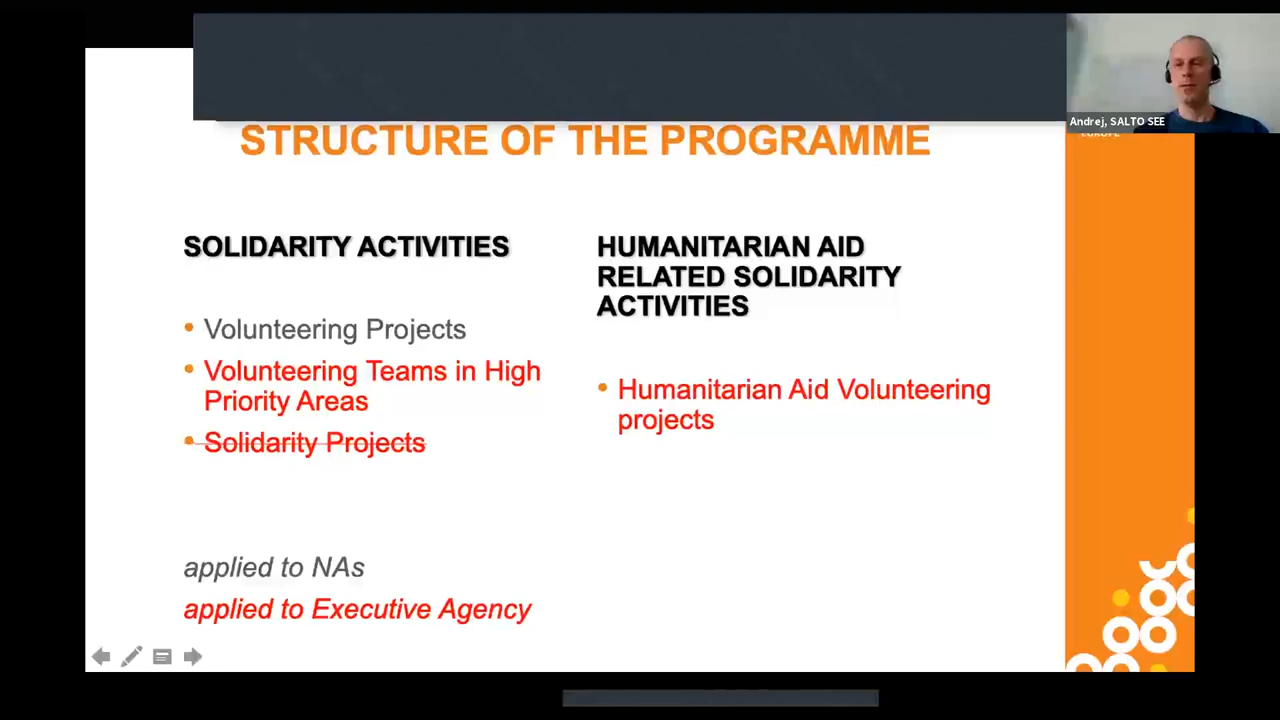 STRUCTURE OF THE PROGRAMME
Andrej, SALTO SEE
EUROPE
SOLIDARITY ACTIVITIES
Volunteering Projects
Volunteering Teams in High
Priority Areas
Solidarity Projects
HUMANITARIAN AID
RELATED SOLIDARITY
ACTIVITIES
Humanitarian Aid Volunteering
projects
applied to NAs
applied to Executive Agency